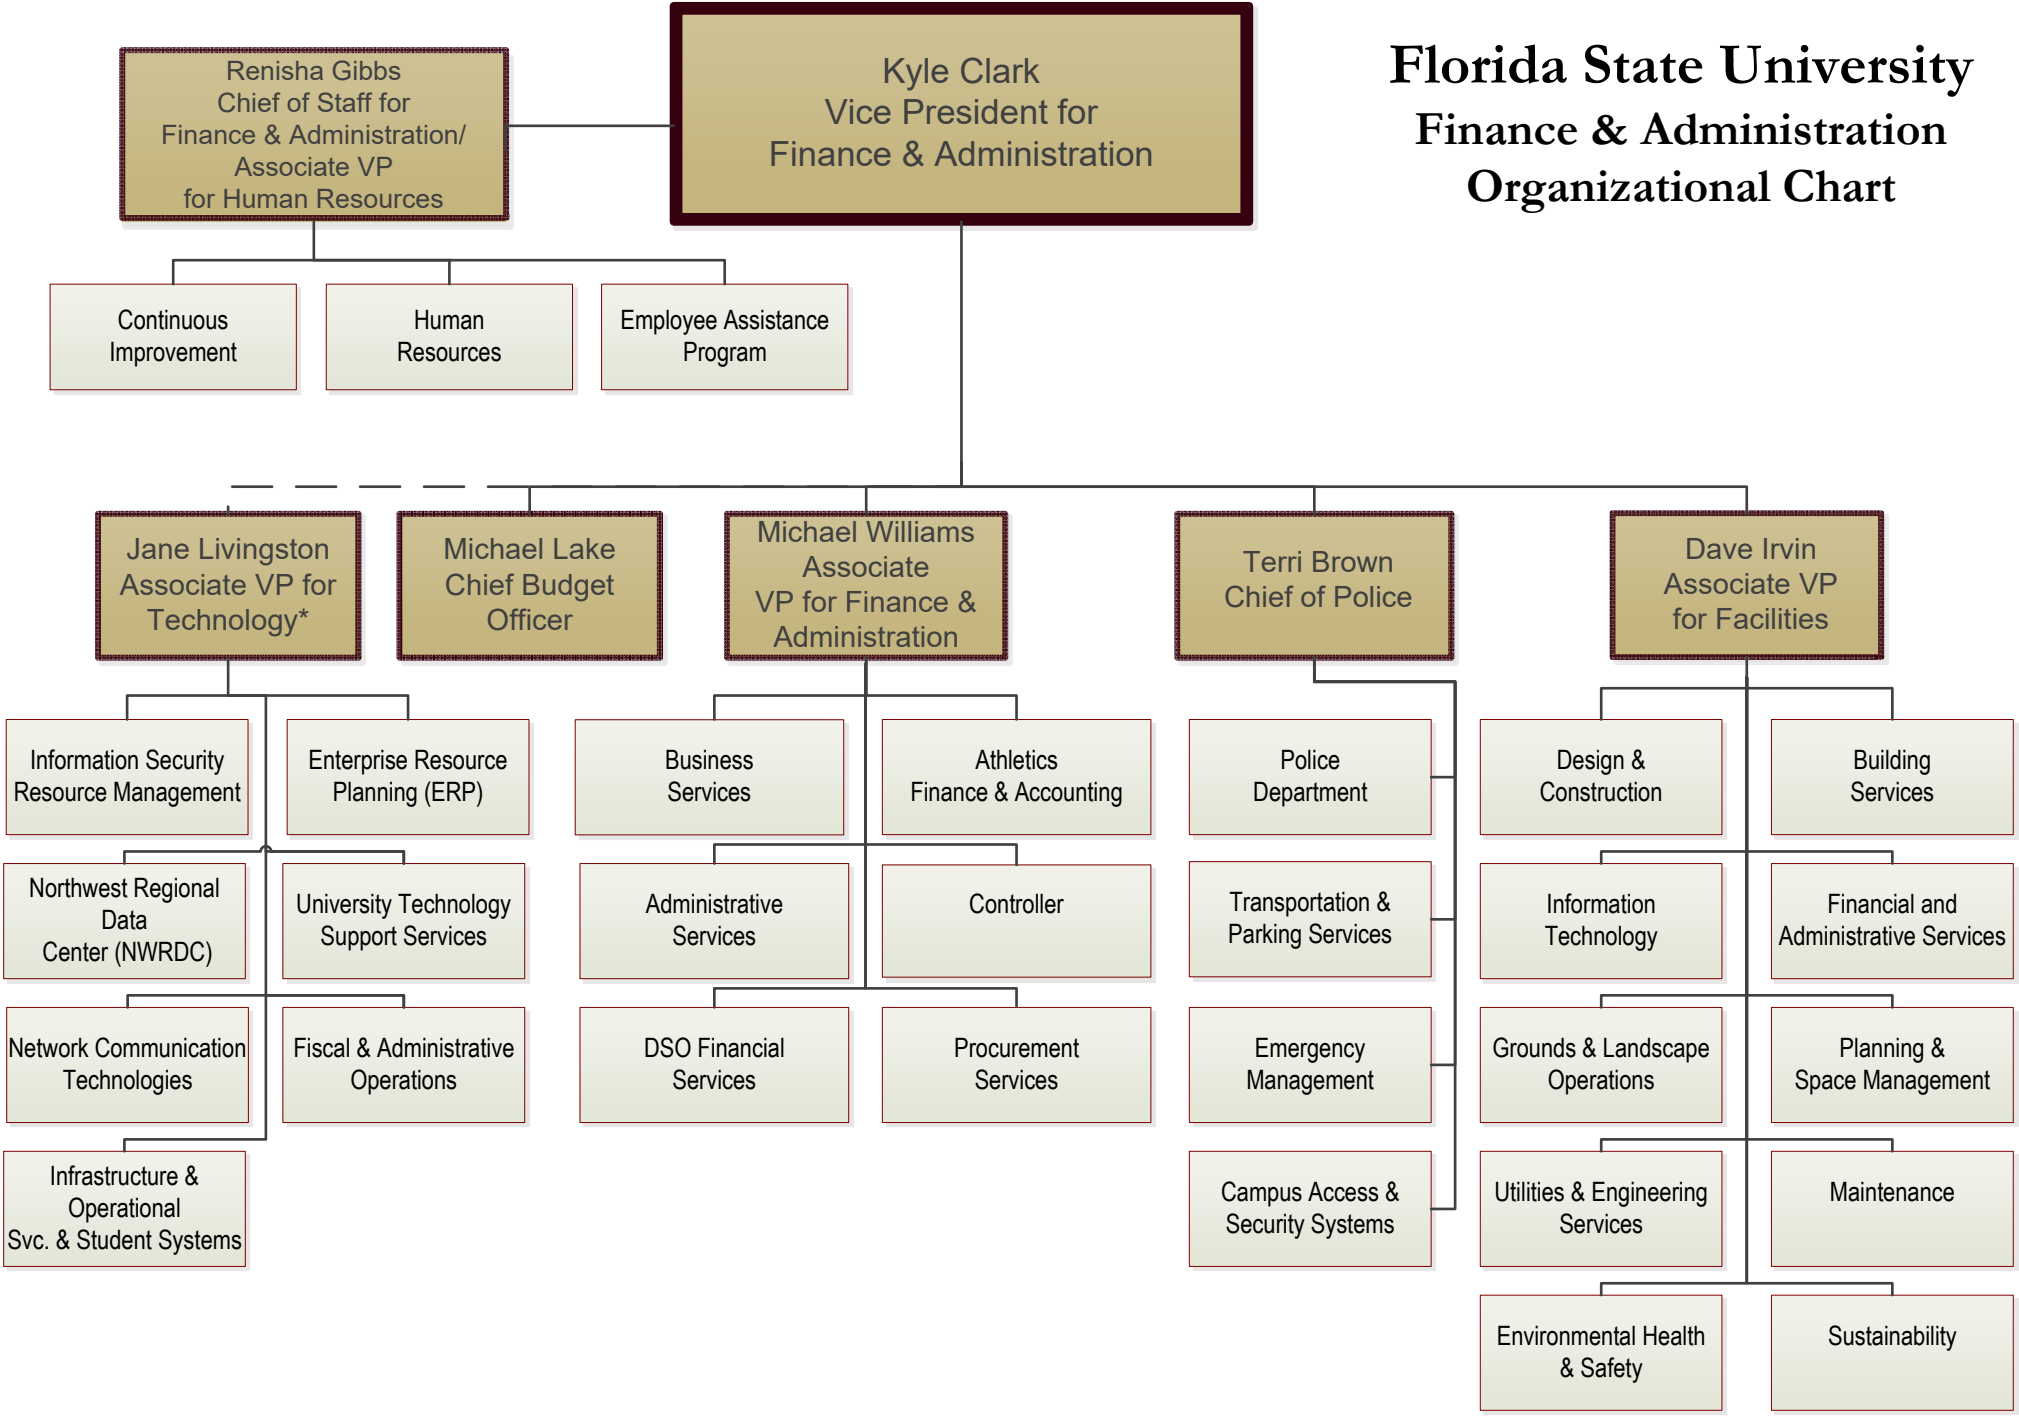 Florida State University
Finance & Administration
Organizational Chart
Kyle Clark
Vice President for
Finance & Administration
Renisha Gibbs
Chief of Staff for
Finance & Administration/
Associate VP
for Human Resources
Continuous
Improvement
Human
Resources
Employee Assistance
Program
Jane Livingston
Associate VP for
Technology*
Michael Lake
Chief Budget
Officer
Michael Williams
Associate
VP for Finance &
Administration
Terri Brown
Chief of Police
Dave Irvin
Associate VP
for Facilities
Information Security
Resource Management
Enterprise Resource
Planning (ERP)
Northwest Regional
Data
Center (NWRDC)
University Technology
Support Services
Network Communication
Technologies
Fiscal & Administrative
Operations
Infrastructure &
Operational
Svc. & Student Systems
Business
Services
Athletics
Finance & Accounting
Administrative
Services
Controller
DSO Financial
Services
Procurement
Services
Police
Department
Transportation &
Parking Services
Emergency
Management
Campus Access &
Security Systems
Design &
Construction
Building
Services
Information
Technology
Financial and
Administrative Services
Grounds & Landscape
Operations
Planning &
Space Management
Utilities & Engineering
Services
Maintenance
Environmental Health
& Safety
Sustainability